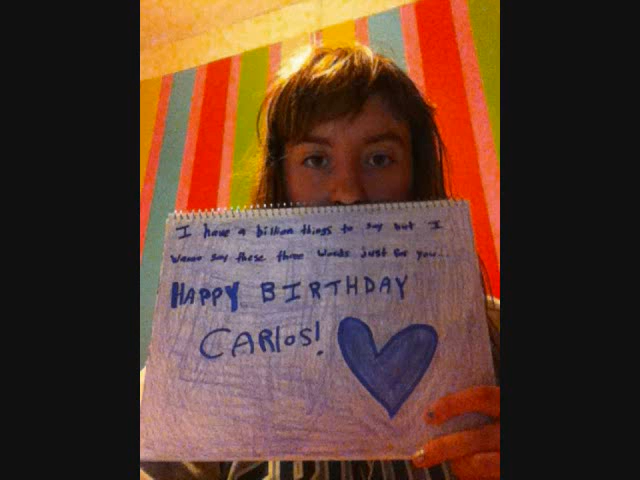 I have a billion things to say but I
wanna say these three words just for you...
HAPPY BIRTHDAY
CARlOS!